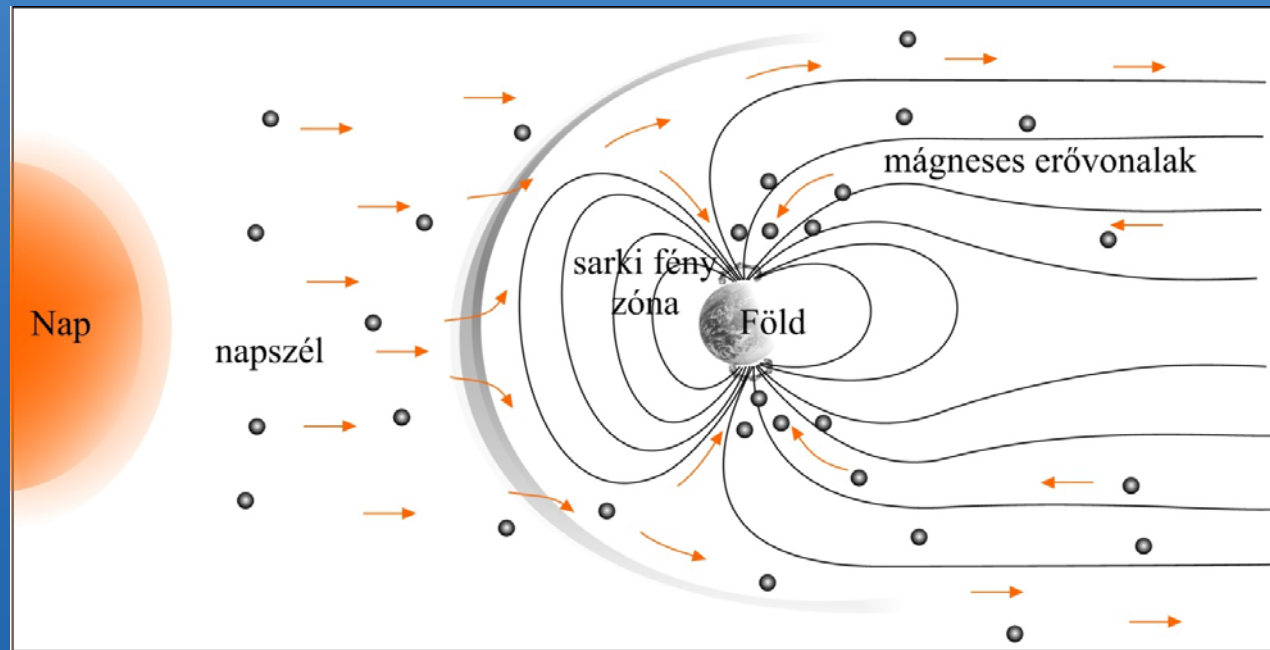 mágneses erővonalak
sarki fény
zóna
Nap
Föld
napszél